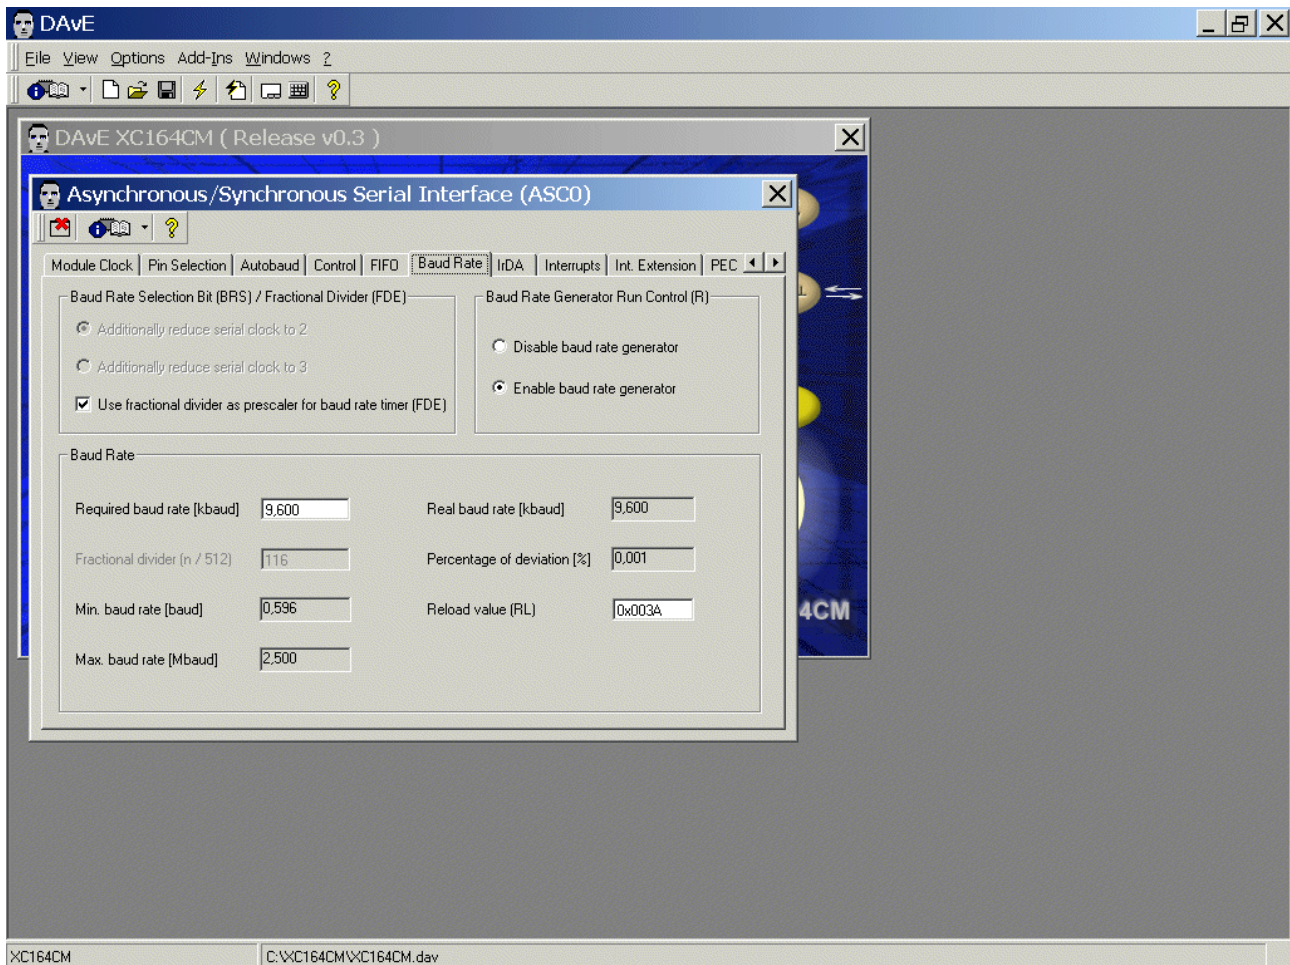 DAvE
File View Options Add-Ins Windows ?
DAvE XC164CM ( Release v0.3 )
Asynchronous/Synchronous Serial Interface (ASC0)
Module Clock Pin Selection Autobaud Control FIFO Baud Rate IrDA Interrupts Int. Extension PEC
Baud Rate Selection Bit (BRS) / Fractional Divider (FDE)
Additionally reduce serial clock to 2
Additionally reduce serial clock to 3
Use fractional divider as prescaler for baud rate timer (FDE)
Baud Rate Generator Run Control (R)
Disable baud rate generator
Enable baud rate generator
Baud Rate
Required baud rate [kbaud] 9,600
Real baud rate [kbaud] 9,600
Fractional divider (n / 512) 116
Percentage of deviation [%] 0,001
Min. baud rate [baud] 0,596
Reload value (RL) 0x003A
Max. baud rate [Mbaud] 2,500
4CM
XC164CM C:\XC164CM\XC164CM.dav